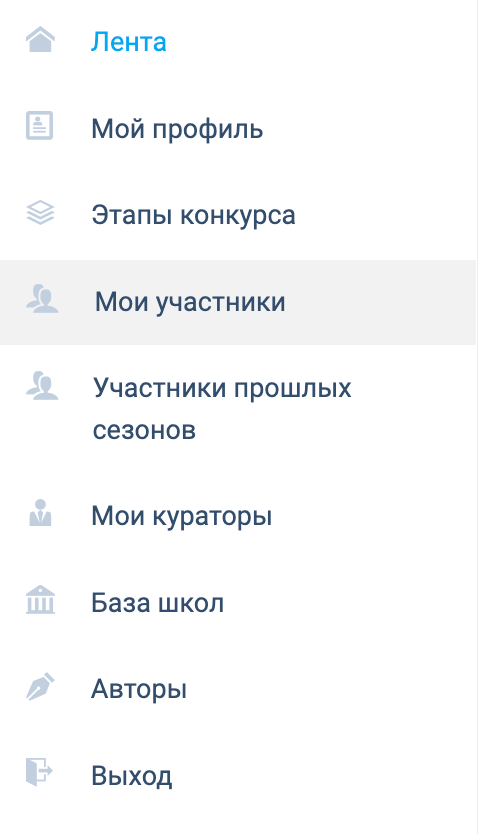 Лента
Мой профиль
Этапы конкурса
Мои участники
Участники прошлых
сезонов
Мои кураторы
База школ
Авторы
Выход